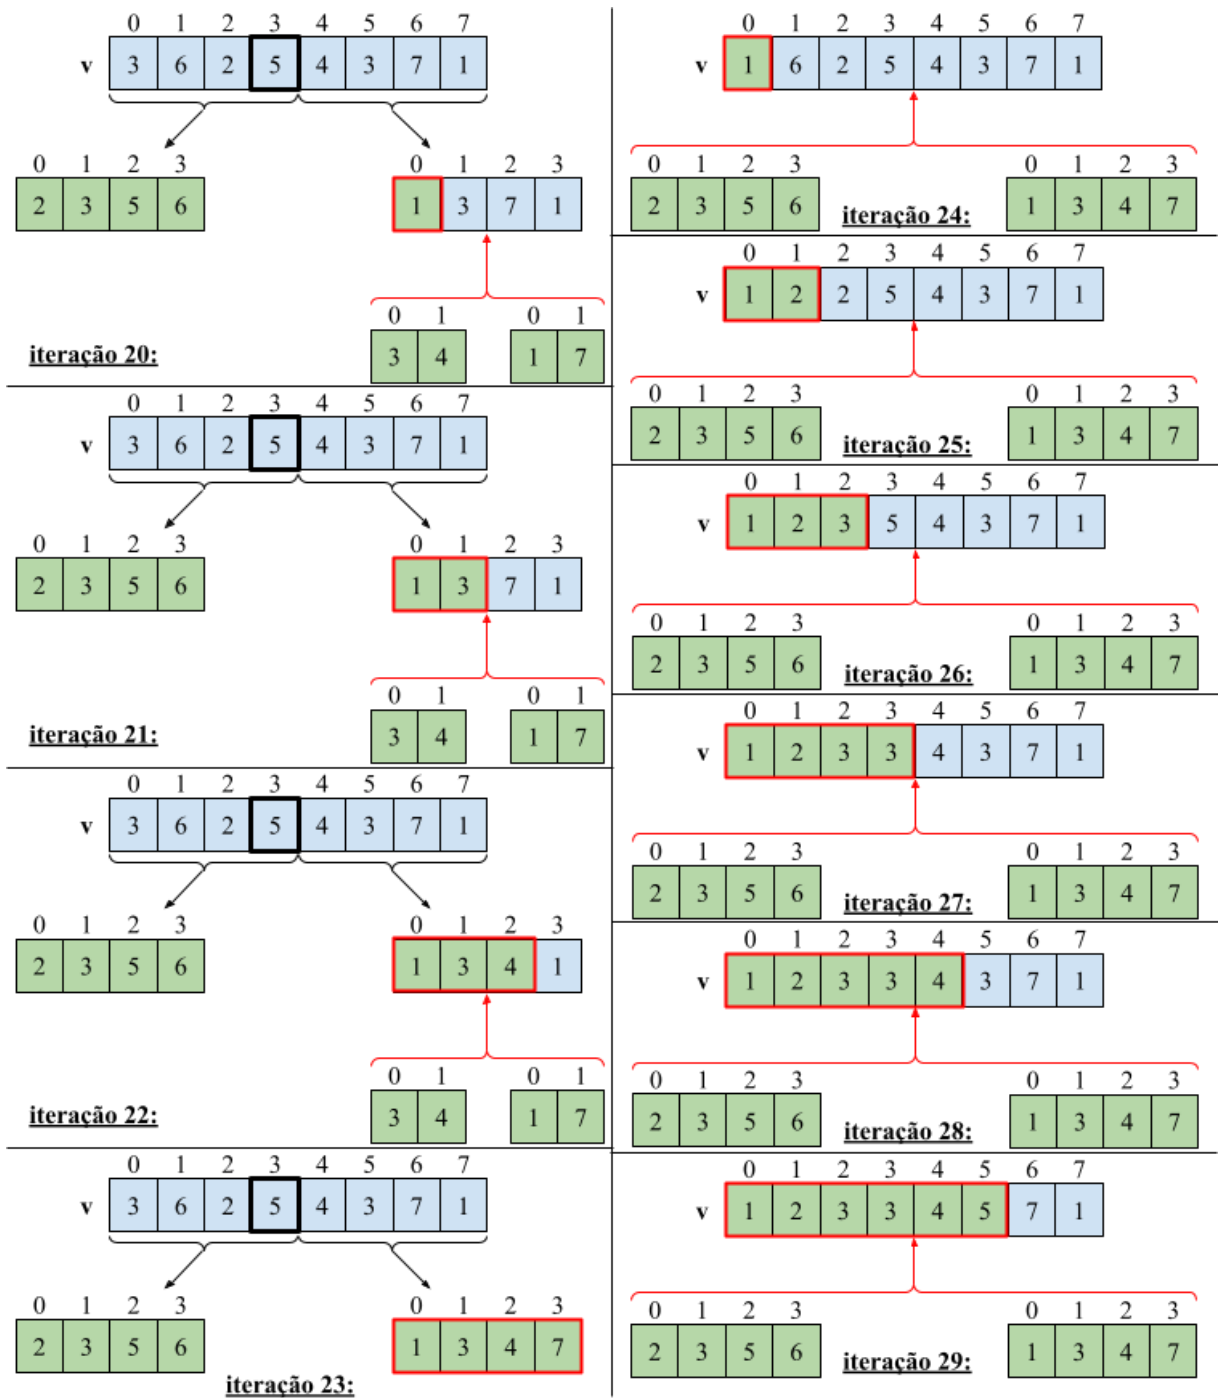 0 1 2 3 4 5 6 7
v 3 6 2 5 4 3 7 1
0 1 2 3 0 1 2 3
2 3 5 6 1 3 7 1
0 1 0 1
iteração 20: 3 4 1 7
0 1 2 3 4 5 6 7
v 3 6 2 5 4 3 7 1
0 1 2 3 0 1 2 3
2 3 5 6 1 3 7 1
0 1 0 1
iteração 21: 3 4 1 7
0 1 2 3 4 5 6 7
v 3 6 2 5 4 3 7 1
0 1 2 3 0 1 2 3
2 3 5 6 1 3 4 1
0 1 0 1
iteração 22: 3 4 1 7
0 1 2 3 4 5 6 7
v 3 6 2 5 4 3 7 1
0 1 2 3 0 1 2 3
2 3 5 6 1 3 4 7
iteração 23:
0 1 2 3 4 5 6 7
v 1 6 2 5 4 3 7 1
0 1 2 3 0 1 2 3
2 3 5 6 iteração 24: 1 3 4 7
0 1 2 3 4 5 6 7
v 1 2 2 5 4 3 7 1
0 1 2 3 0 1 2 3
2 3 5 6 iteração 25: 1 3 4 7
0 1 2 3 4 5 6 7
v 1 2 3 5 4 3 7 1
0 1 2 3 0 1 2 3
2 3 5 6 iteração 26: 1 3 4 7
0 1 2 3 4 5 6 7
v 1 2 3 3 4 3 7 1
0 1 2 3 0 1 2 3
2 3 5 6 iteração 27: 1 3 4 7
0 1 2 3 4 5 6 7
v 1 2 3 3 4 3 7 1
0 1 2 3 0 1 2 3
2 3 5 6 iteração 28: 1 3 4 7
0 1 2 3 4 5 6 7
v 1 2 3 3 4 5 7 1
0 1 2 3 0 1 2 3
2 3 5 6 iteração 29: 1 3 4 7